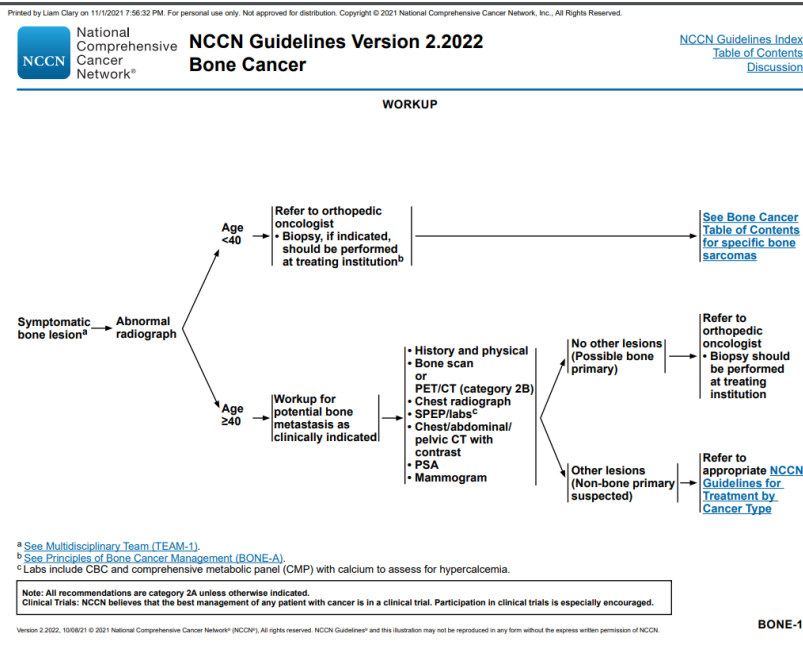 Printed by Liam Clary on 11/1/2021 7:56:32 PM. For personal use only. Not approved for distribution. Copyright © 2021 National Comprehensive Cancer Network, Inc., All Rights Reserved.
NCCN
National
Comprehensive
Cancer
Network®
NCCN Guidelines Version 2.2022
Bone Cancer
NCCN Guidelines Index
Table of Contents
Discussion
WORKUP
Symptomatic
bone lesionᵃ
Abnormal
radiograph
Age
<40
Refer to orthopedic
oncologist
• Biopsy, if indicated,
should be performed
at treating institutionᵇ
See Bone Cancer
Table of Contents
for specific bone
sarcomas
Age
≥40
Workup for
potential bone
metastasis as
clinically indicated
• History and physical
• Bone scan
or
PET/CT (category 2B)
• Chest radiograph
• SPEP/labsᶜ
• Chest/abdominal/
pelvic CT with
contrast
• PSA
• Mammogram
No other lesions
(Possible bone
primary)
Refer to
orthopedic
oncologist
• Biopsy should
be performed
at treating
institution
Other lesions
(Non-bone primary
suspected)
Refer to
appropriate NCCN
Guidelines for
Treatment by
Cancer Type
ᵃ See Multidisciplinary Team (TEAM-1).
ᵇ See Principles of Bone Cancer Management (BONE-A).
ᶜ Labs include CBC and comprehensive metabolic panel (CMP) with calcium to assess for hypercalcemia.
Note: All recommendations are category 2A unless otherwise indicated.
Clinical Trials: NCCN believes that the best management of any patient with cancer is in a clinical trial. Participation in clinical trials is especially encouraged.
Version 2.2022, 10/08/21 © 2021 National Comprehensive Cancer Network® (NCCN®), All rights reserved. NCCN Guidelines® and this illustration may not be reproduced in any form without the express written permission of NCCN.
BONE-1